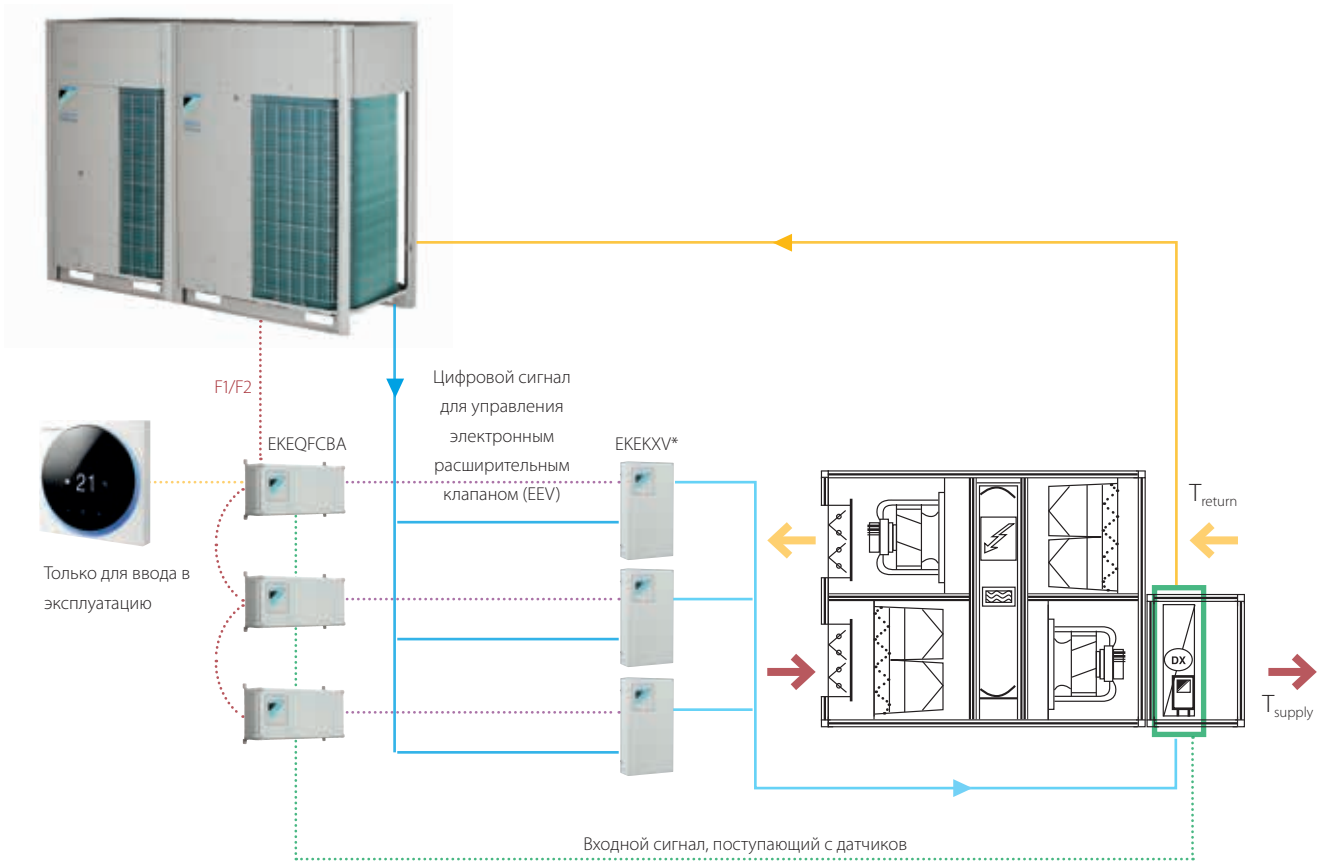 F1/F2
Цифровой сигнал
для управления
электронным
расширительным
клапаном (EEV)
EKEQFCBA
EKEKXV*
21
Только для ввода в
эксплуатацию
T return
DX
T supply
Входной сигнал, поступающий с датчиков